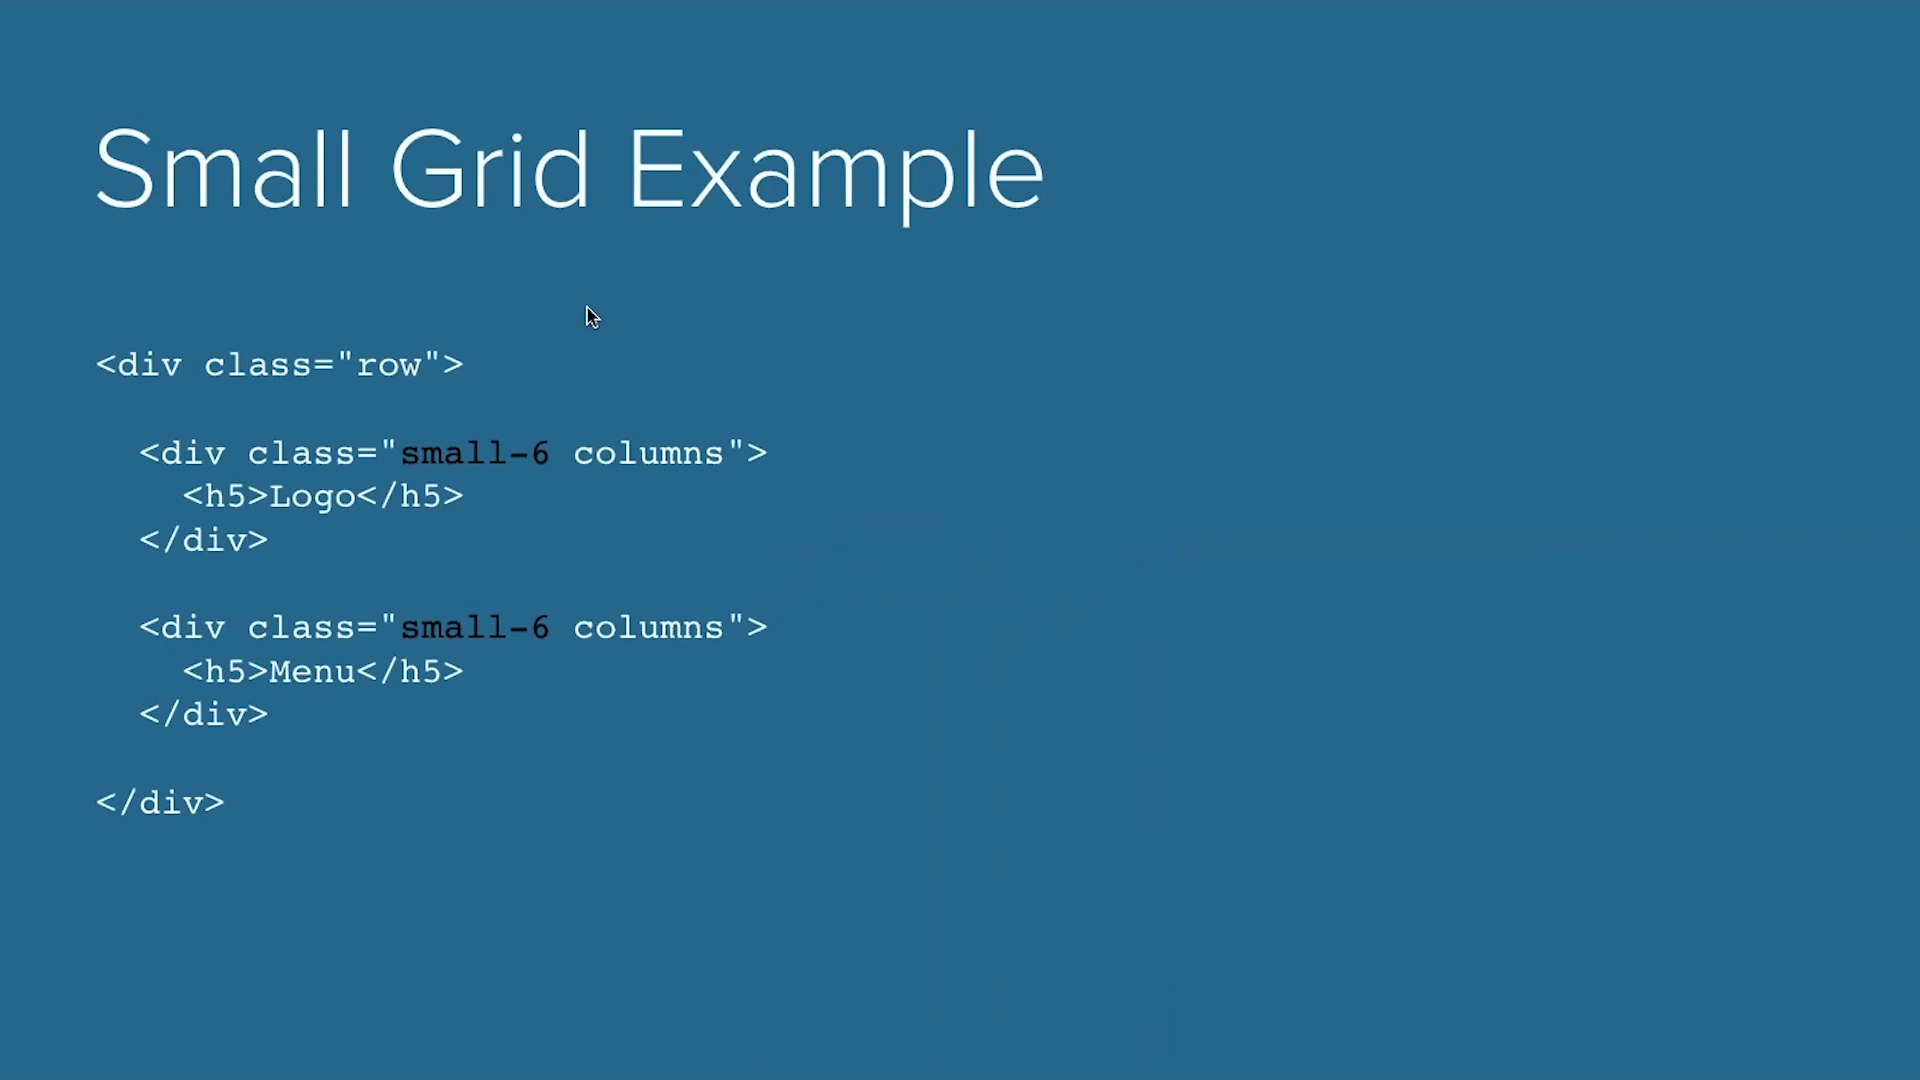 Small Grid Example
<div class="row">
<div class="small-6 columns">
<h5>Logo</h5>
</div>
<div class="small-6 columns">
<h5>Menu</h5>
</div>
</div>